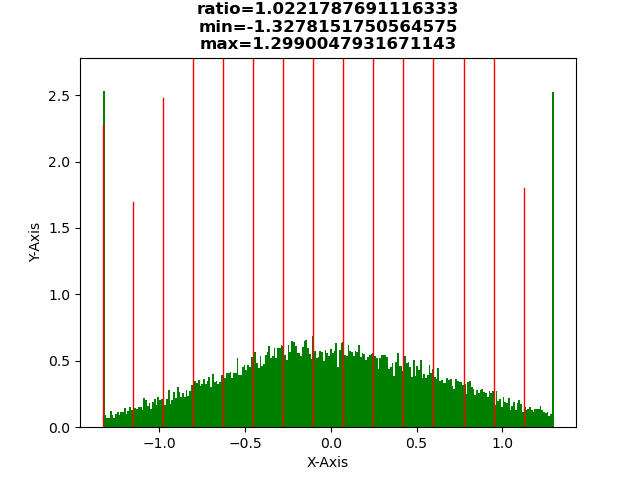 ratio=1.0221787691116333
min=-1.3278151750564575
max=1.2990047931671143
2.5
2.0
1.5
1.0
0.5
0.0
Y-Axis
−1.0 −0.5 0.0 0.5 1.0
X-Axis